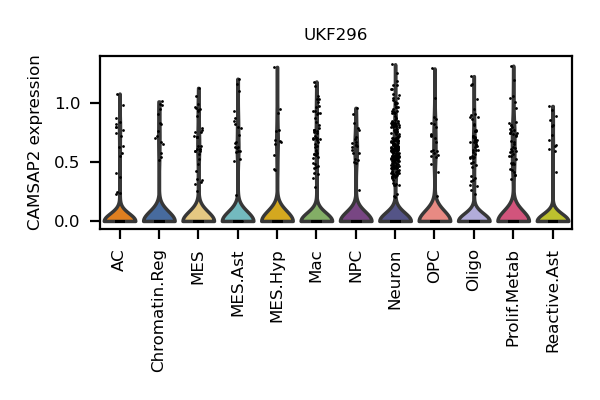 UKF296
CAMSAP2 expression
1.0
0.5
0.0
AC
Chromatin.Reg
MES
MES.Ast
MES.Hyp
Mac
NPC
Neuron
OPC
Oligo
Prolif.Metab
Reactive.Ast